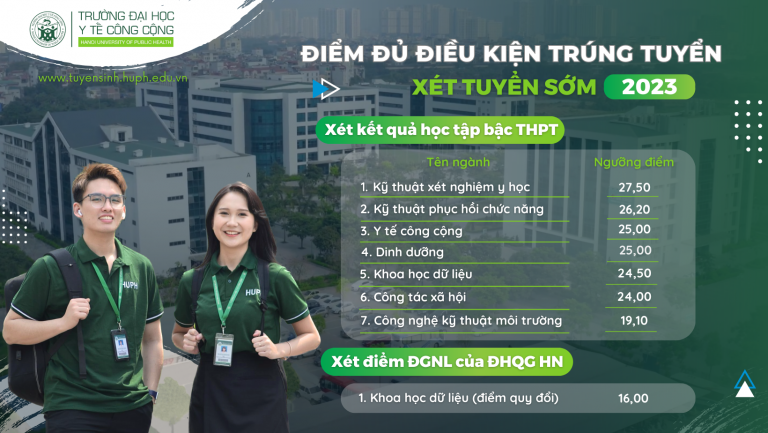 TRƯỜNG ĐẠI HỌC
Y TẾ CÔNG CỘNG
HANOI UNIVERSITY OF PUBLIC HEALTH
www.tuyensinh.huph.edu.vn
ĐIỂM ĐỦ ĐIỀU KIỆN TRÚNG TUYỂN
XÉT TUYỂN SỚM 2023
Xét kết quả học tập bậc THPT
Tên ngành Ngưỡng điểm
1. Kỹ thuật xét nghiệm y học 27,50
2. Kỹ thuật phục hồi chức năng 26,20
3. Y tế công cộng 25,00
4. Dinh dưỡng 25,00
5. Khoa học dữ liệu 24,50
6. Công tác xã hội 24,00
7. Công nghệ kỹ thuật môi trường 19,10
Xét điểm ĐGNL của ĐHQG HN
1. Khoa học dữ liệu (điểm quy đổi) 16,00
HUPH
HUPH